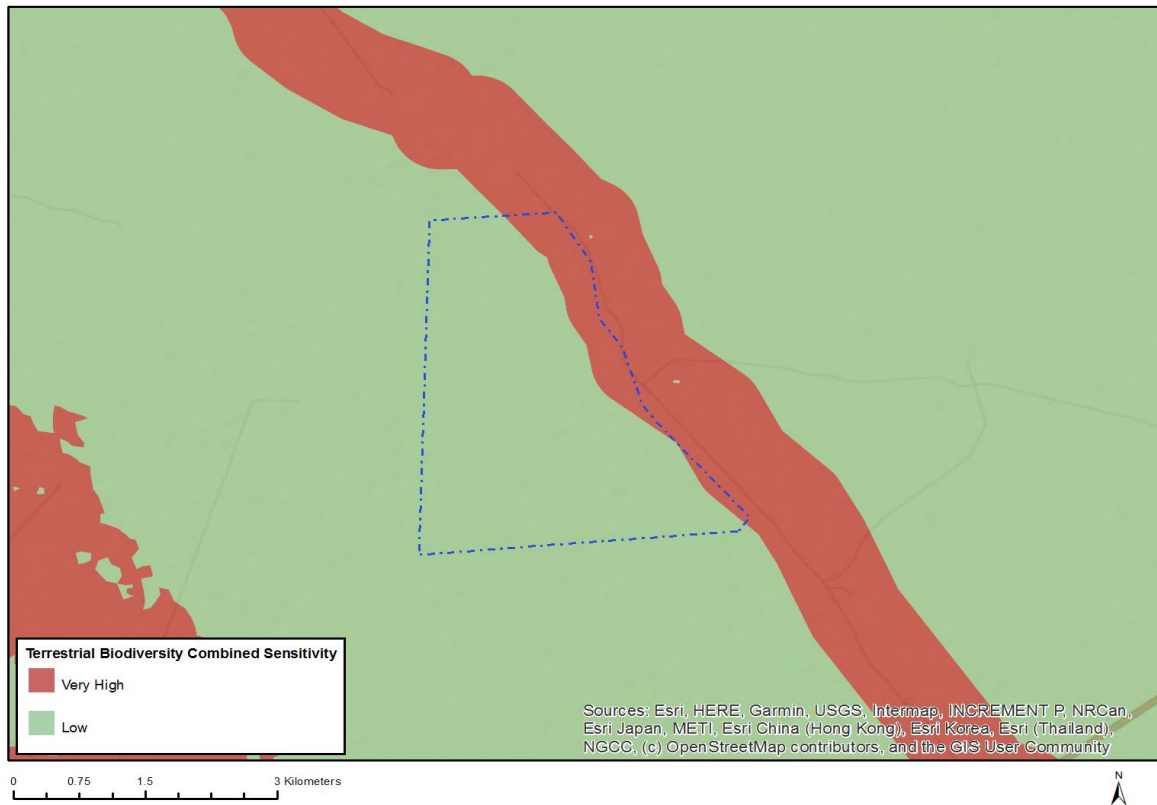 Terrestrial Biodiversity Combined Sensitivity
Very High
Low
Sources: Esri, HERE, Garmin, USGS, Intermap, INCREMENT P, NRCan,
Esri Japan, METI, Esri China (Hong Kong), Esri Korea, Esri (Thailand),
NGCC, (c) OpenStreetMap contributors, and the GIS User Community
0 0.75 1.5 3 Kilometers
N